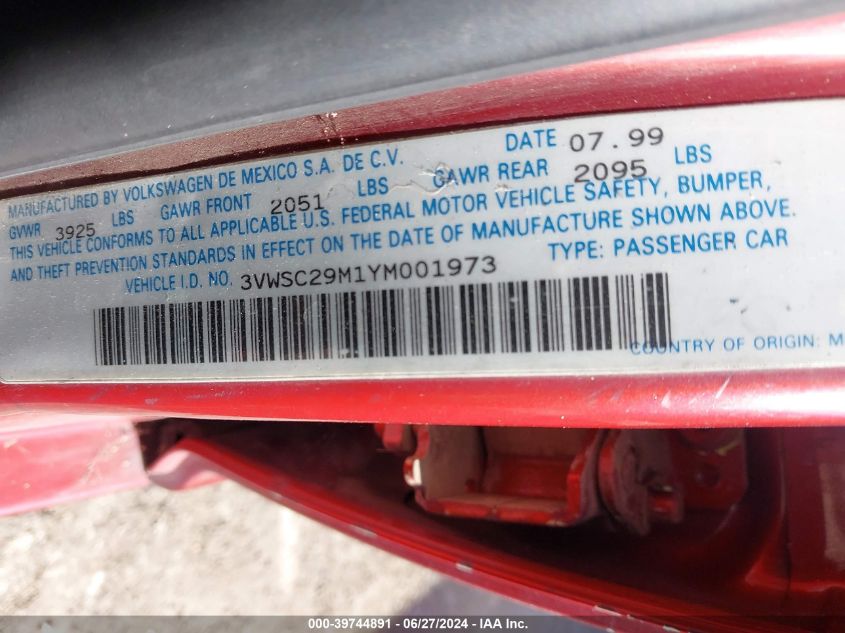 MANUFACTURED BY VOLKSWAGEN DE MEXICO S.A. DE C.V. DATE 07.99
GVWR 3925 LBS GAWR FRONT 2051 LBS GAWR REAR 2095 LBS
THIS VEHICLE CONFORMS TO ALL APPLICABLE U.S. FEDERAL MOTOR VEHICLE SAFETY, BUMPER,
AND THEFT PREVENTION STANDARDS IN EFFECT ON THE DATE OF MANUFACTURE SHOWN ABOVE.
VEHICLE I.D. NO. 3VWSC29M1YM001973 TYPE: PASSENGER CAR
COUNTRY OF ORIGIN: M
000-39744891 / 06/27/2024 - IAA Inc.